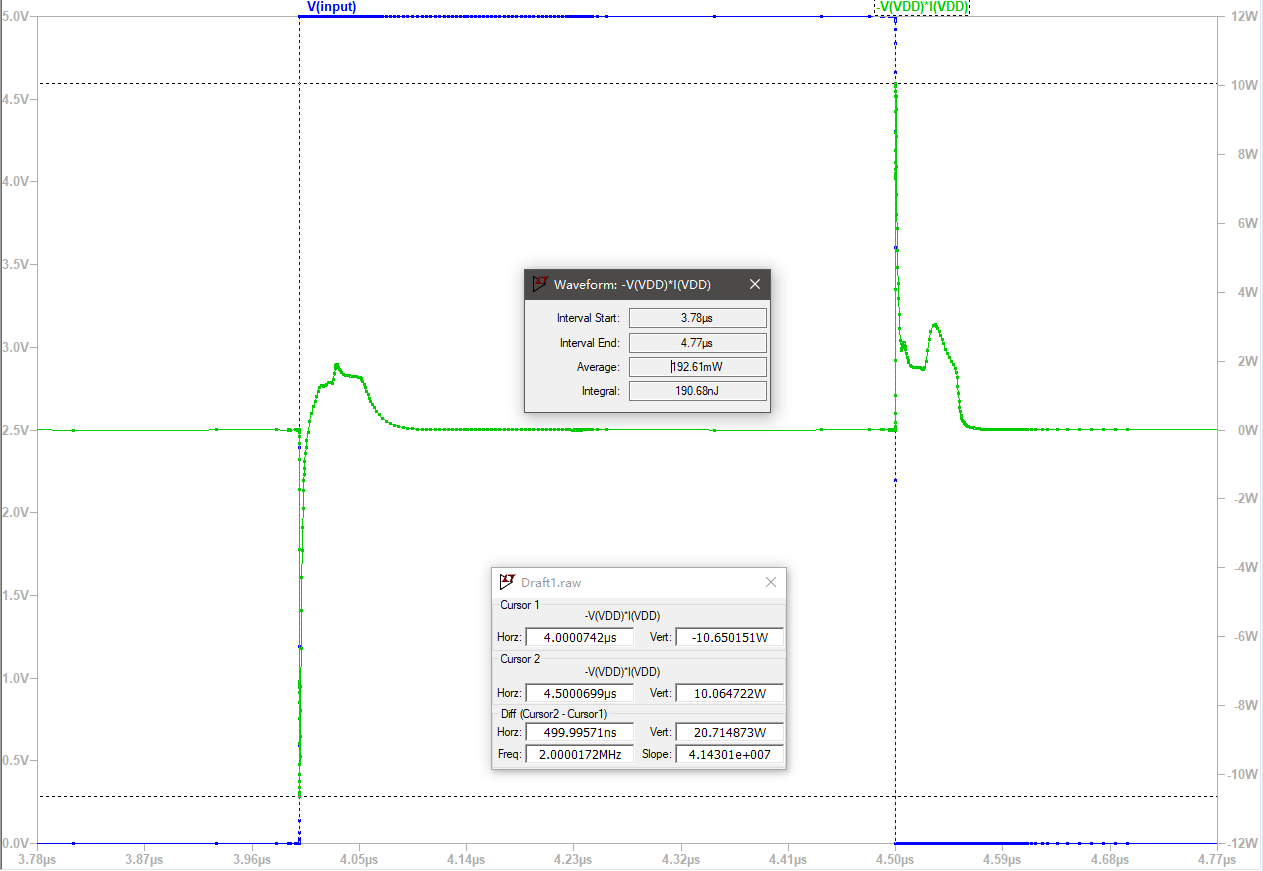 V(input)
-V(VDD)*I(VDD)
5.0V
12W
10W
4.5V
8W
4.0V
6W
3.5V
4W
3.0V
2W
2.5V
0W
-2W
2.0V
-4W
1.5V
-6W
1.0V
-8W
0.5V
-10W
0.0V
-12W
Waveform: -V(VDD)*I(VDD)
Interval Start: 3.78µs
Interval End: 4.77µs
Average: 192.61mW
Integral: 190.68nJ
Draft1.raw
Cursor 1
-V(VDD)*I(VDD)
Horz: 4.0000742µs Vert: -10.650151W
Cursor 2
-V(VDD)*I(VDD)
Horz: 4.5000699µs Vert: 10.064722W
Diff (Cursor2 - Cursor1)
Horz: 499.99571ns Vert: 20.714873W
Freq: 2.0000172MHz Slope: 4.14301e+007
3.78µs 3.87µs 3.96µs 4.05µs 4.14µs 4.23µs 4.32µs 4.41µs 4.50µs 4.59µs 4.68µs 4.77µs